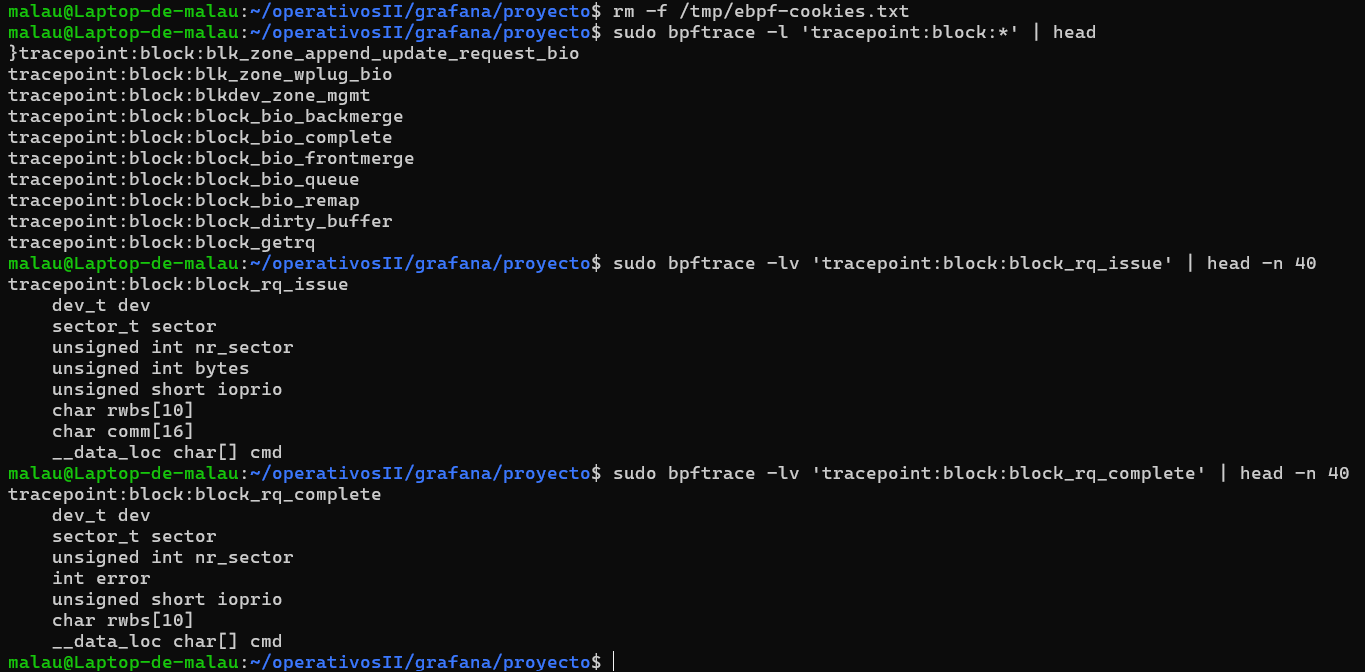 malau@Laptop-de-malau:~/operativosII/grafana/proyecto$ rm -f /tmp/ebpf-cookies.txt
malau@Laptop-de-malau:~/operativosII/grafana/proyecto$ sudo bpftrace -l 'tracepoint:block:*' | head
}tracepoint:block:blk_zone_append_update_request_bio
tracepoint:block:blk_zone_wplug_bio
tracepoint:block:blkdev_zone_mgmt
tracepoint:block:block_bio_backmerge
tracepoint:block:block_bio_complete
tracepoint:block:block_bio_frontmerge
tracepoint:block:block_bio_queue
tracepoint:block:block_bio_remap
tracepoint:block:block_dirty_buffer
tracepoint:block:block_getrq
malau@Laptop-de-malau:~/operativosII/grafana/proyecto$ sudo bpftrace -lv 'tracepoint:block:block_rq_issue' | head -n 40
tracepoint:block:block_rq_issue
    dev_t dev
    sector_t sector
    unsigned int nr_sector
    unsigned int bytes
    unsigned short ioprio
    char rwbs[10]
    char comm[16]
    __data_loc char[] cmd
malau@Laptop-de-malau:~/operativosII/grafana/proyecto$ sudo bpftrace -lv 'tracepoint:block:block_rq_complete' | head -n 40
tracepoint:block:block_rq_complete
    dev_t dev
    sector_t sector
    unsigned int nr_sector
    int error
    unsigned short ioprio
    char rwbs[10]
    __data_loc char[] cmd
malau@Laptop-de-malau:~/operativosII/grafana/proyecto$